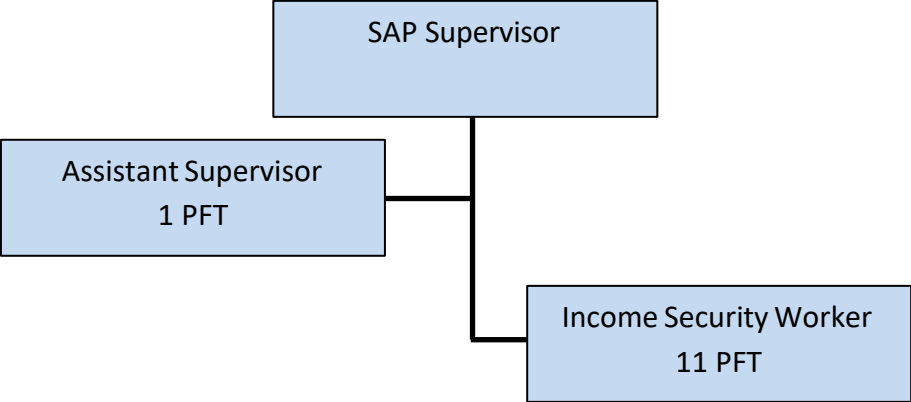 SAP Supervisor
Assistant Supervisor
1 PFT
Income Security Worker
11 PFT